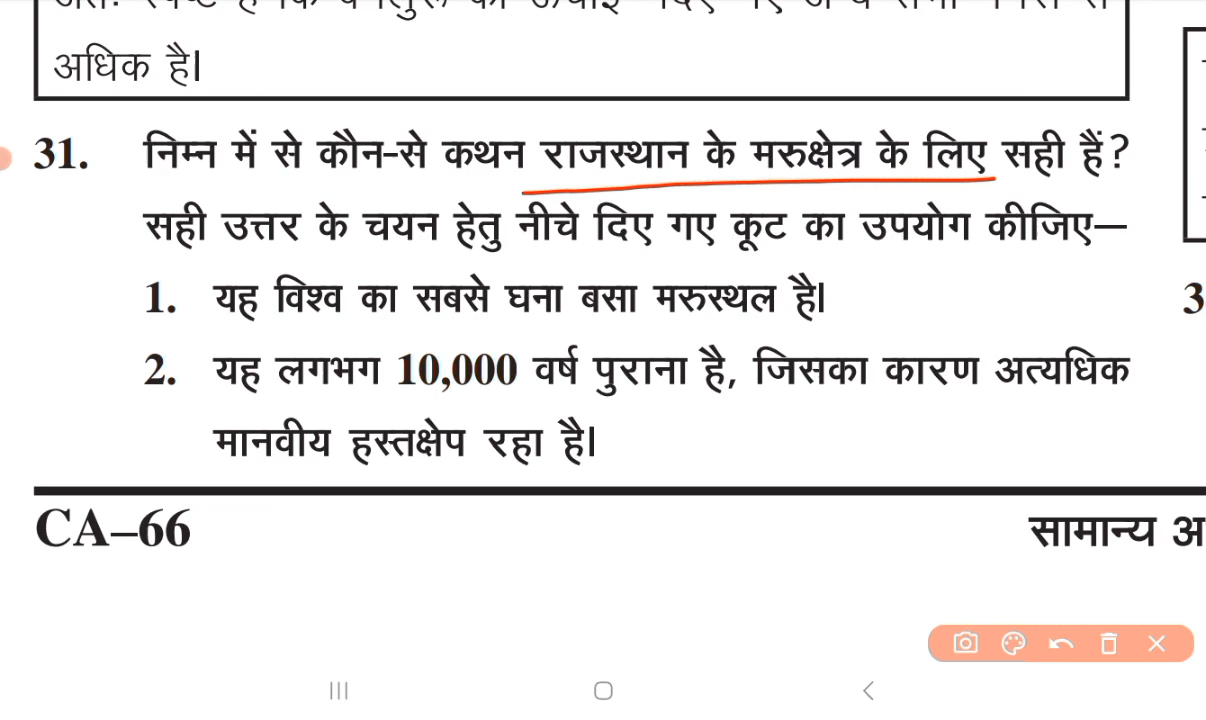 अधिक है।
31. निम्न में से कौन-से कथन राजस्थान के मरुक्षेत्र के लिए सही हैं?
सही उत्तर के चयन हेतु नीचे दिए गए कूट का उपयोग कीजिए—
1. यह विश्व का सबसे घना बसा मरुस्थल है।
3
2. यह लगभग 10,000 वर्ष पुराना है, जिसका कारण अत्यधिक
मानवीय हस्तक्षेप रहा है।
CA–66
सामान्य अ